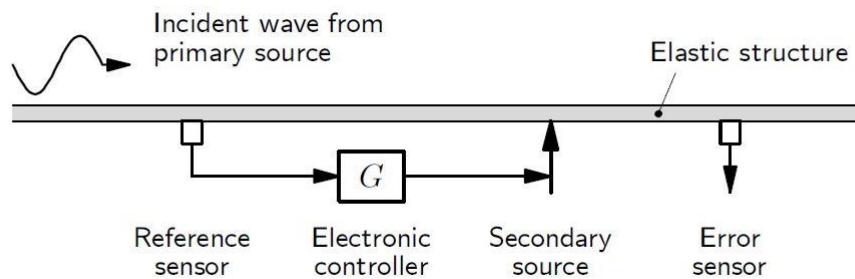 Incident wave from
primary source
Elastic structure
G
Reference
sensor
Electronic
controller
Secondary
source
Error
sensor